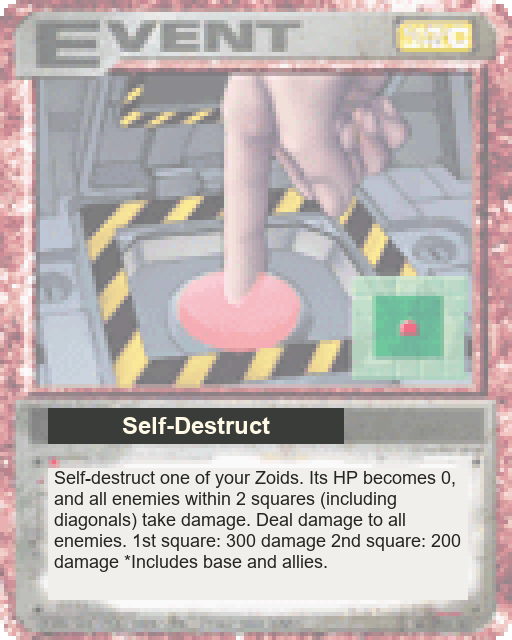 EVENT
Self-Destruct
Self-destruct one of your Zoids. Its HP becomes 0,
and all enemies within 2 squares (including
diagonals) take damage. Deal damage to all
enemies. 1st square: 300 damage 2nd square: 200
damage *Includes base and allies.